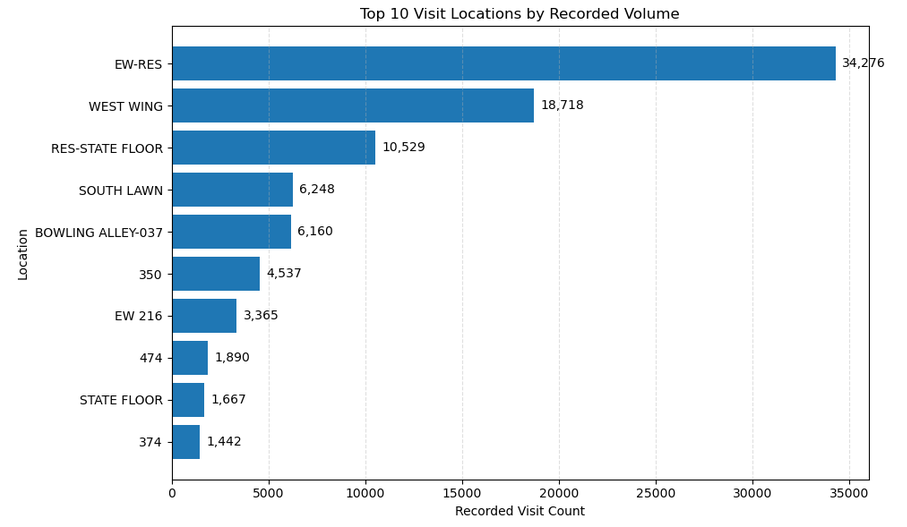 Top 10 Visit Locations by Recorded Volume
EW-RES 34,276
WEST WING 18,718
RES-STATE FLOOR 10,529
SOUTH LAWN 6,248
BOWLING ALLEY-037 6,160
350 4,537
EW 216 3,365
474 1,890
STATE FLOOR 1,667
374 1,442
Location
0 5000 10000 15000 20000 25000 30000 35000
Recorded Visit Count